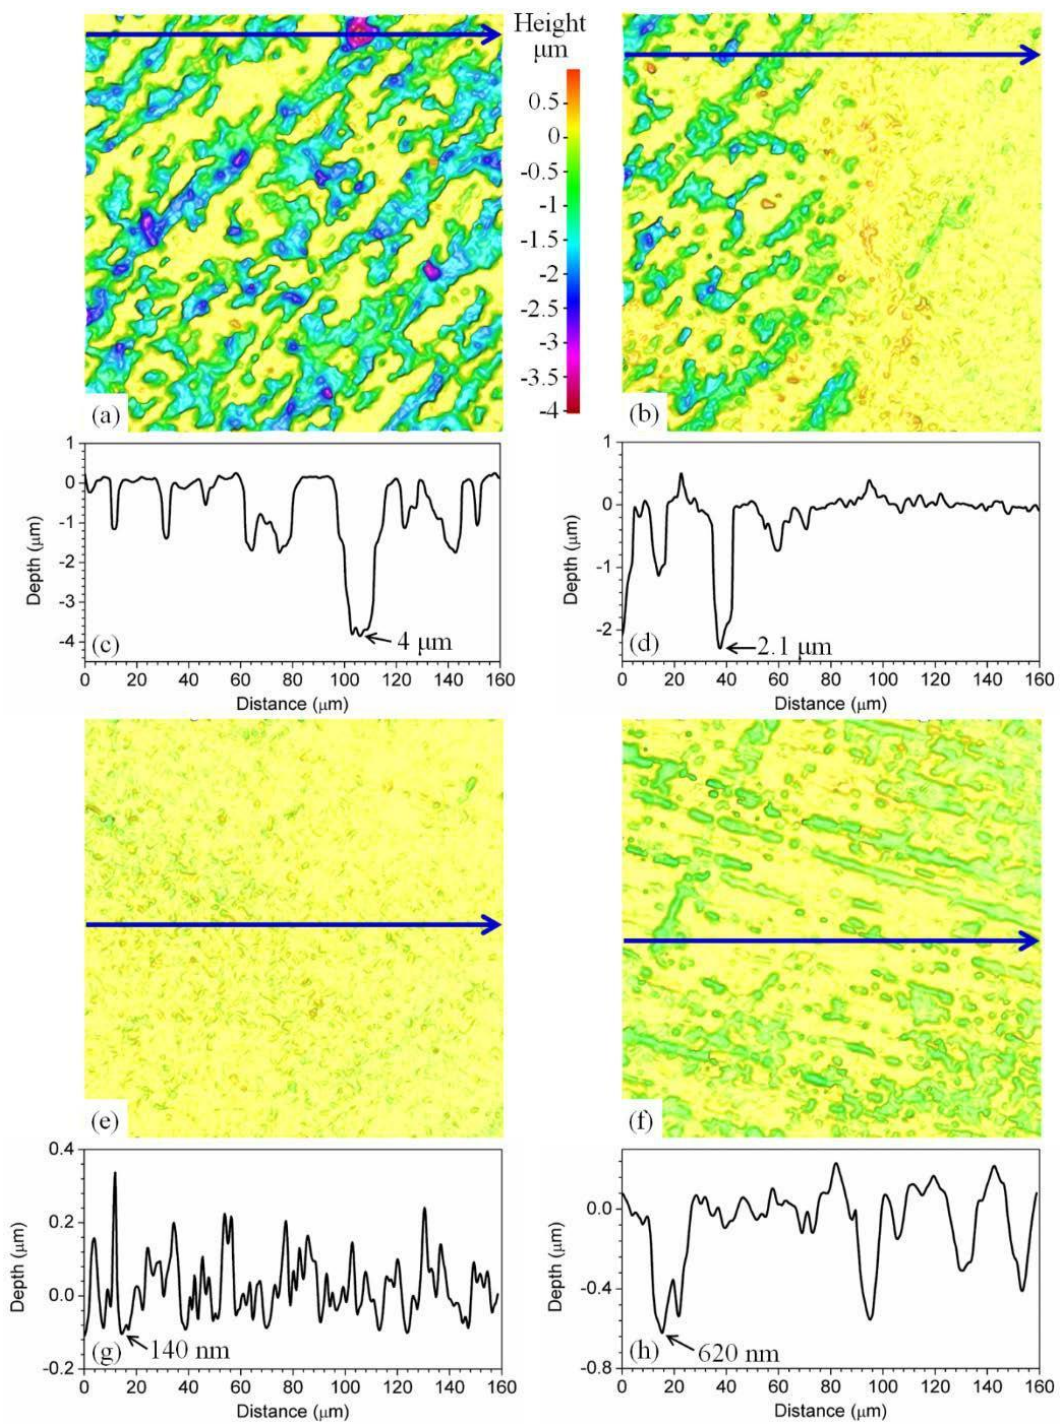 Height
μm
0.5
0
-0.5
-1
-1.5
-2
-2.5
-3
-3.5
-4
(a)
(b)
1
0
-1
-2
-3
-4
Depth (μm)
(c)
4 μm
0 20 40 60 80 100 120 140 160
Distance (μm)
1
0
-1
-2
Depth (μm)
(d)
2.1 μm
0 20 40 60 80 100 120 140 160
Distance (μm)
(e)
(f)
0.4
0.2
0.0
-0.2
Depth (μm)
(g)
140 nm
0 20 40 60 80 100 120 140 160
Distance (μm)
0.0
-0.4
-0.8
Depth (μm)
(h)
620 nm
0 20 40 60 80 100 120 140 160
Distance (μm)